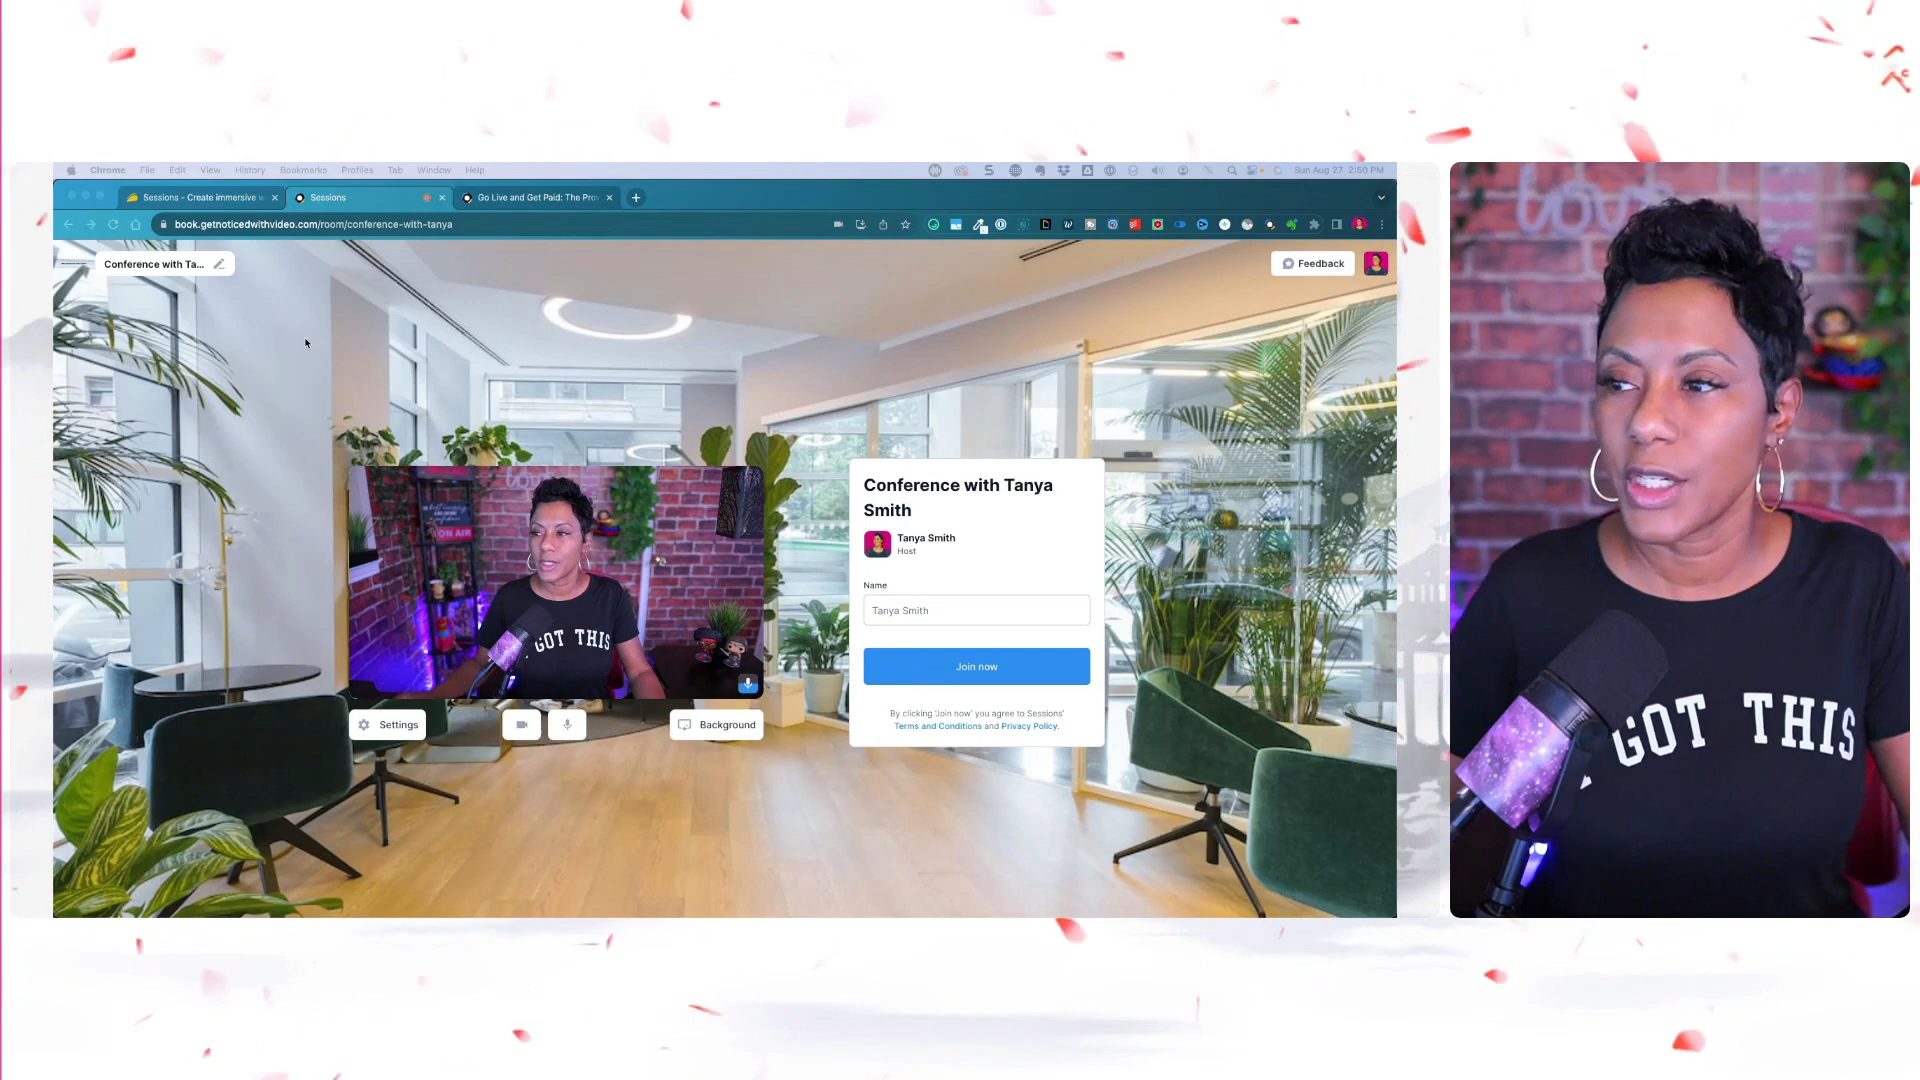 Chrome File Edit View History Bookmarks Profiles Tab Window Help
Sun Aug 27 2:50 PM
Sessions - Create immersive
Sessions
Go Live and Get Paid: The Pro
book.getnoticedwithvideo.com/room/conference-with-tanya
Conference with Ta...
Feedback
ON AIR
GOT THIS
Conference with Tanya
Smith
Tanya Smith
Host
Name
Tanya Smith
Join now
By clicking 'Join now' you agree to Sessions'
Terms and Conditions and Privacy Policy.
Settings
Background
GOT THIS